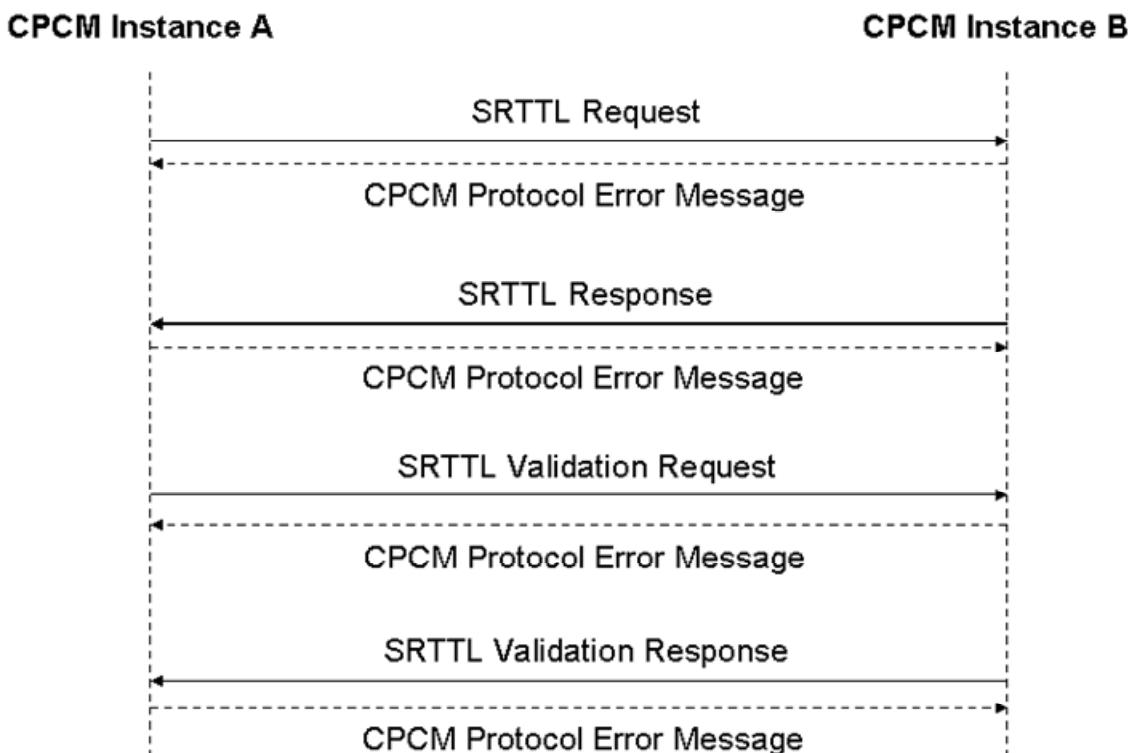 CPCM Instance A
CPCM Instance B
SRTTL Request
CPCM Protocol Error Message
SRTTL Response
CPCM Protocol Error Message
SRTTL Validation Request
CPCM Protocol Error Message
SRTTL Validation Response
CPCM Protocol Error Message